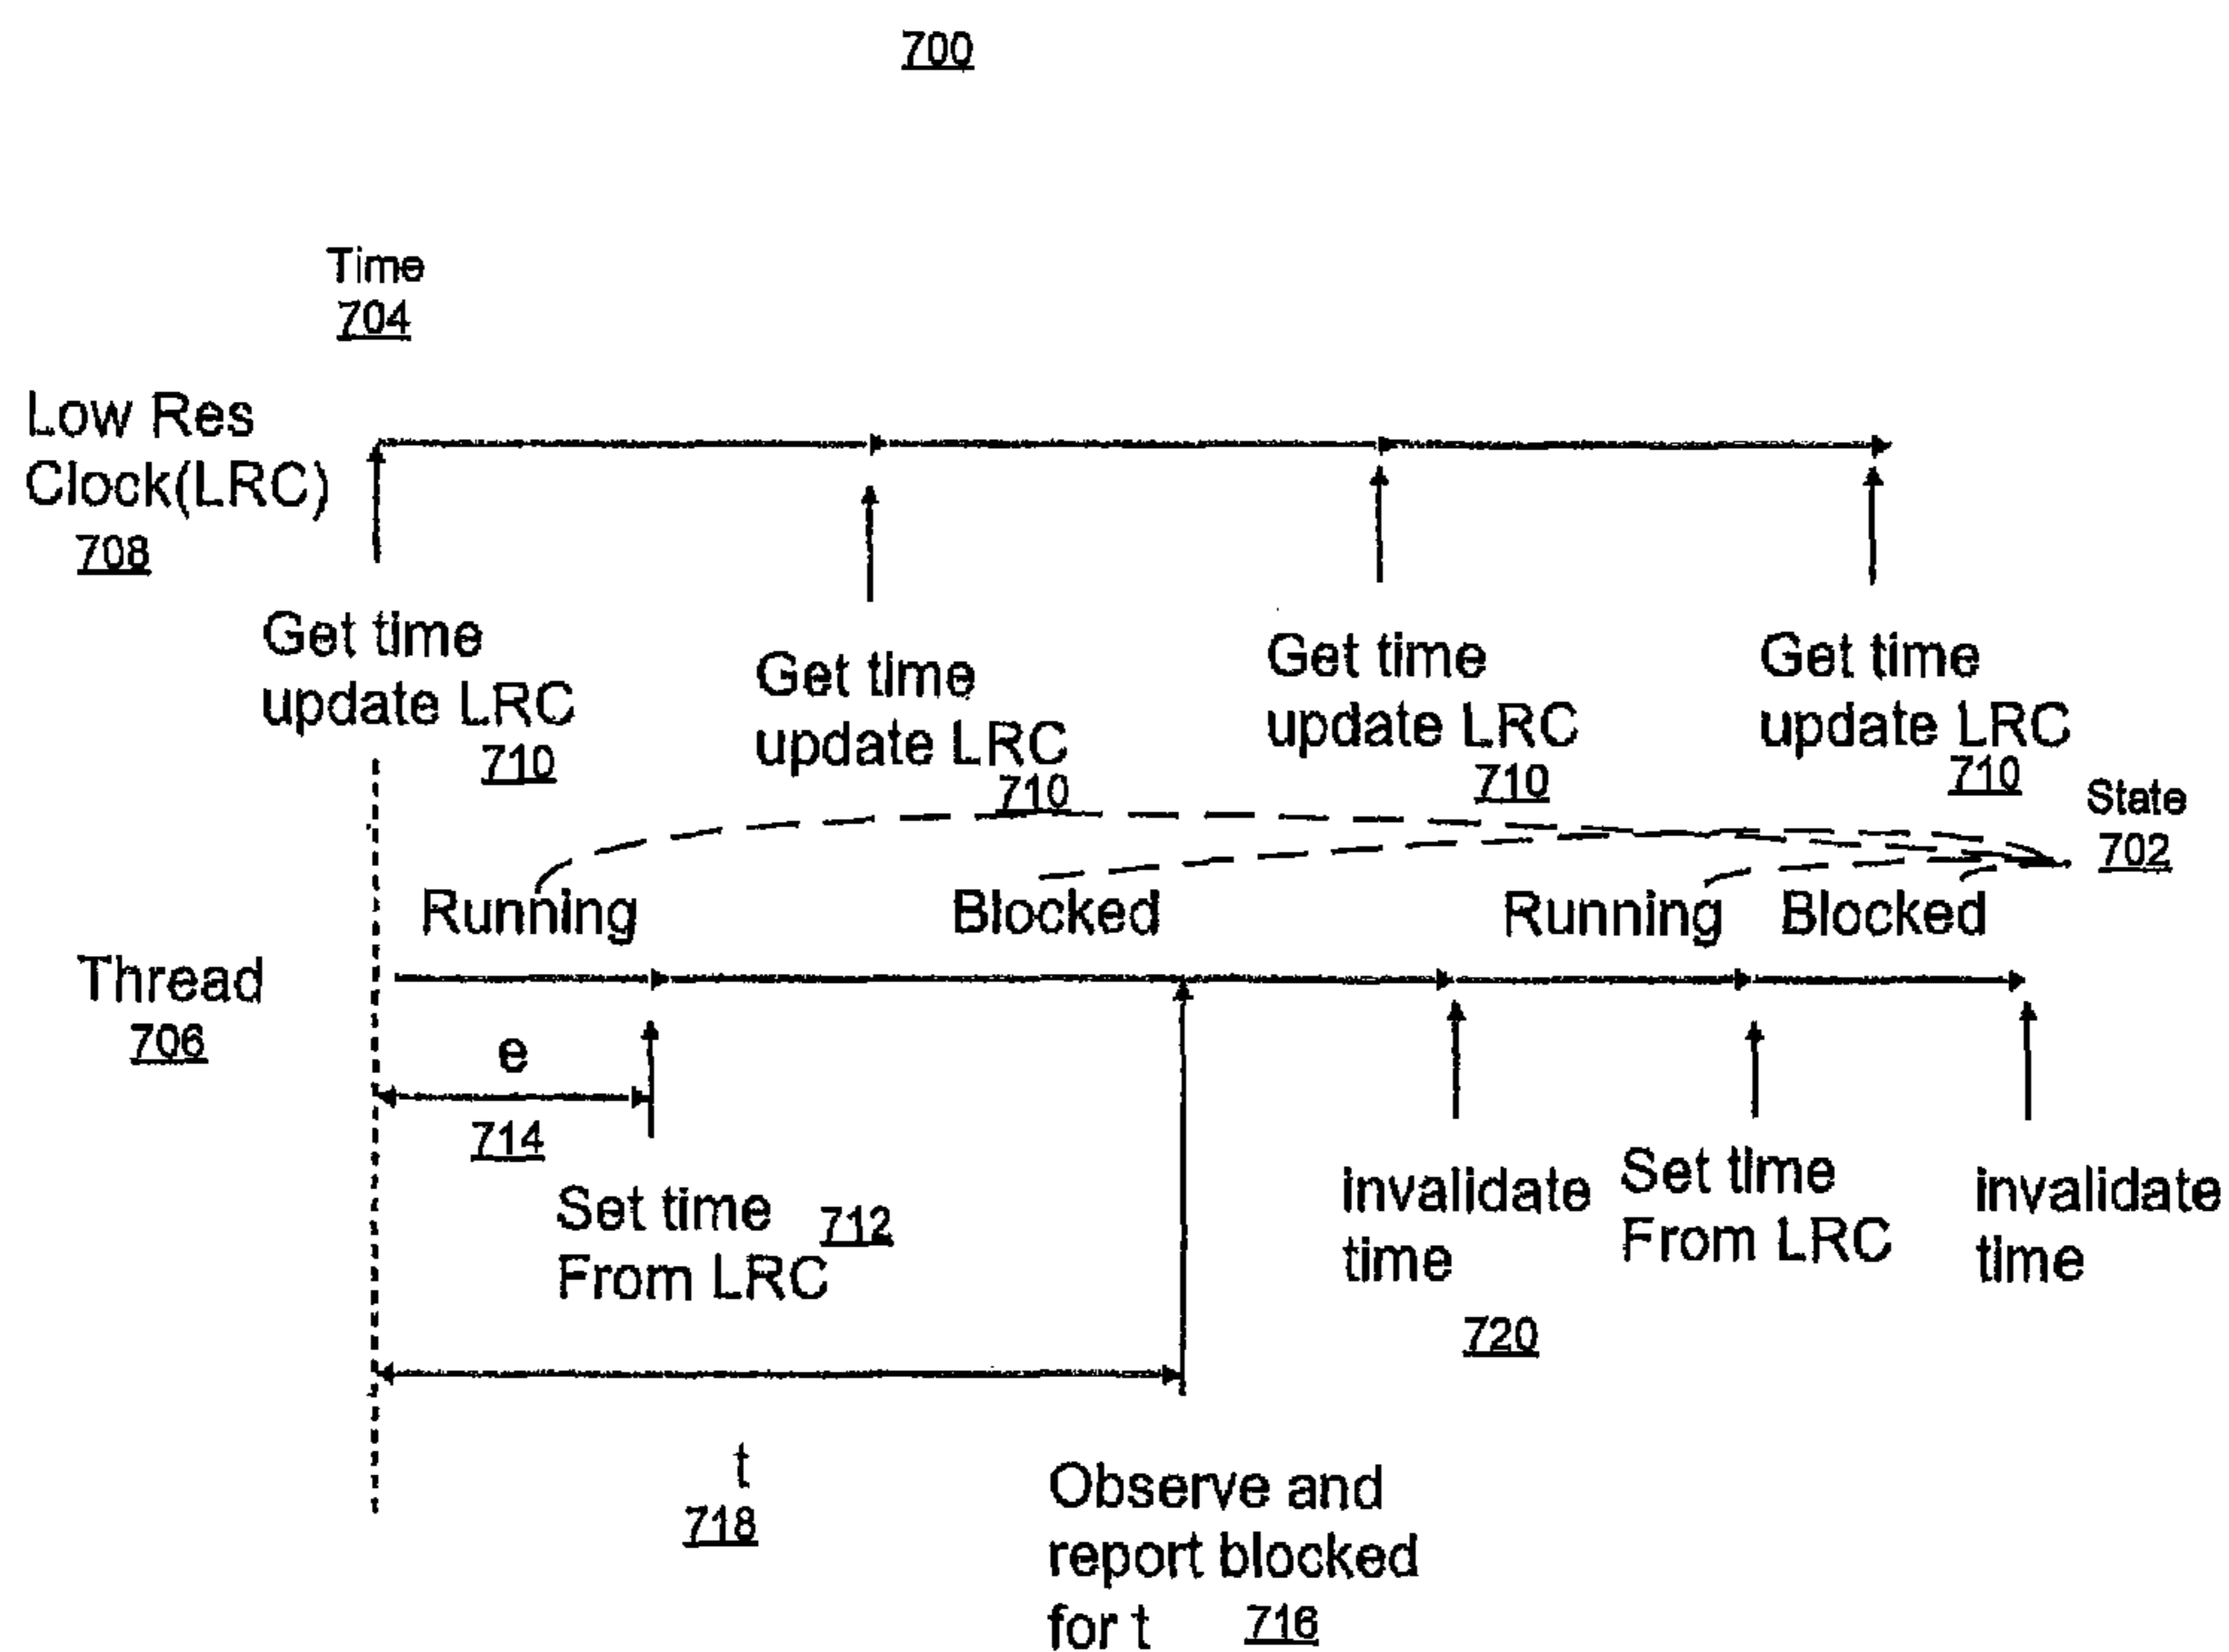 700
Time
704
Low Res
Clock(LRC)
708
Get time
update LRC
710
Get time
update LRC
710
Get time
update LRC
710
Get time
update LRC
710
State
702
Running
Blocked
Running
Blocked
Thread
706
e
714
Set time 712
From LRC
invalidate
time
720
Set time
From LRC
invalidate
time
t
718
Observe and
report blocked
for t 716